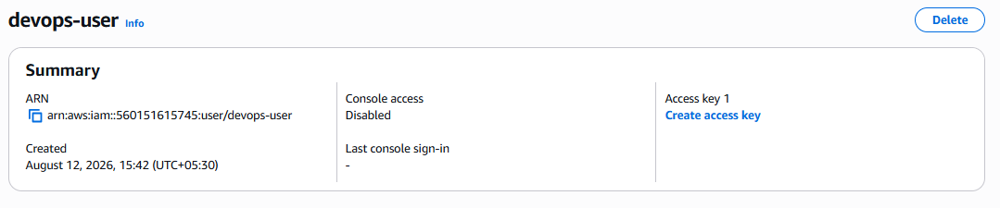 devops-user Info
Delete
Summary
ARN
arn:aws:iam::560151615745:user/devops-user
Created
August 12, 2026, 15:42 (UTC+05:30)
Console access
Disabled
Last console sign-in
-
Access key 1
Create access key